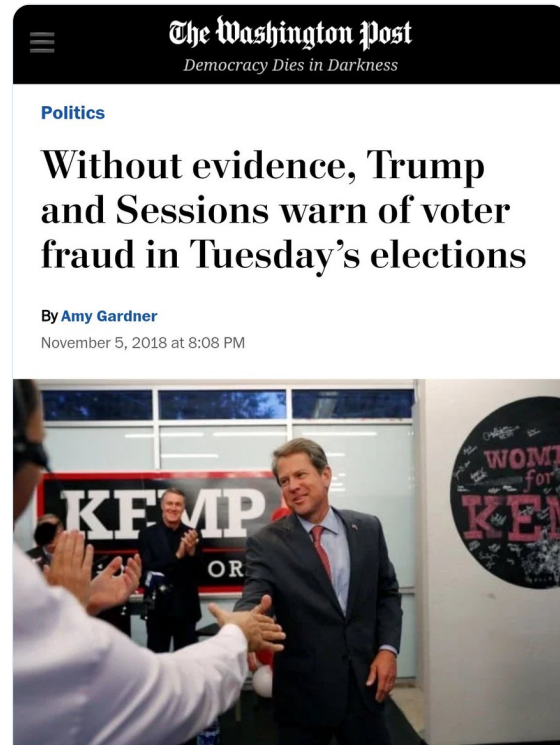 The Washington Post
Democracy Dies in Darkness
Politics
Without evidence, Trump
and Sessions warn of voter
fraud in Tuesday's elections
By Amy Gardner
November 5, 2018 at 8:08 PM
KEMP
OR
WOM
for
KE